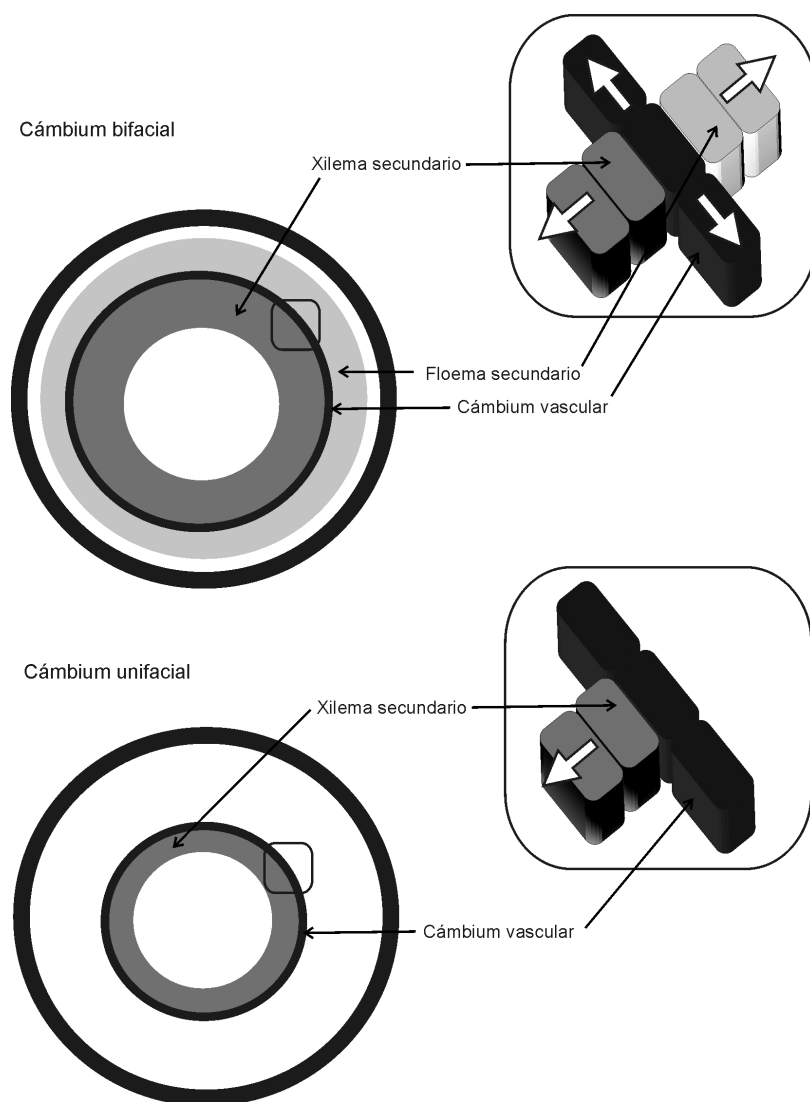 Cámbium bifacial
Xilema secundario
Floema secundario
Cámbium vascular
Cámbium unifacial
Xilema secundario
Cámbium vascular